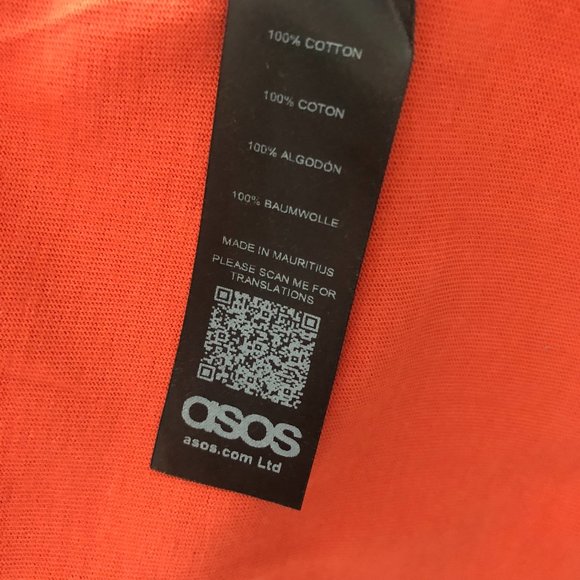 100% COTTON
100% COTON
100% ALGODÓN
100% BAUMWOLLE
MADE IN MAURITIUS
PLEASE SCAN ME FOR
TRANSLATIONS
asos
asos.com Ltd